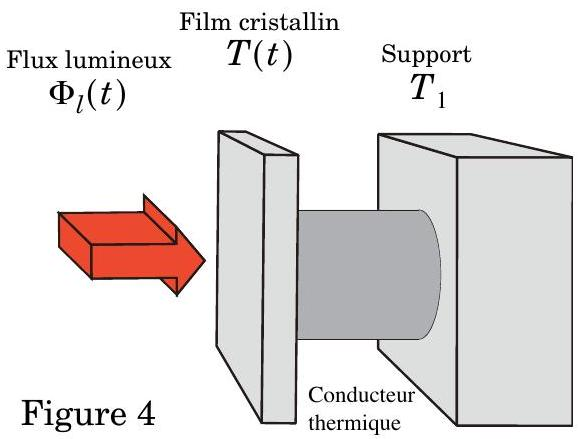 Film cristallin
T(t)
Flux lumineux
Φ_l(t)
Support
T_1
Conducteur
thermique
Figure 4